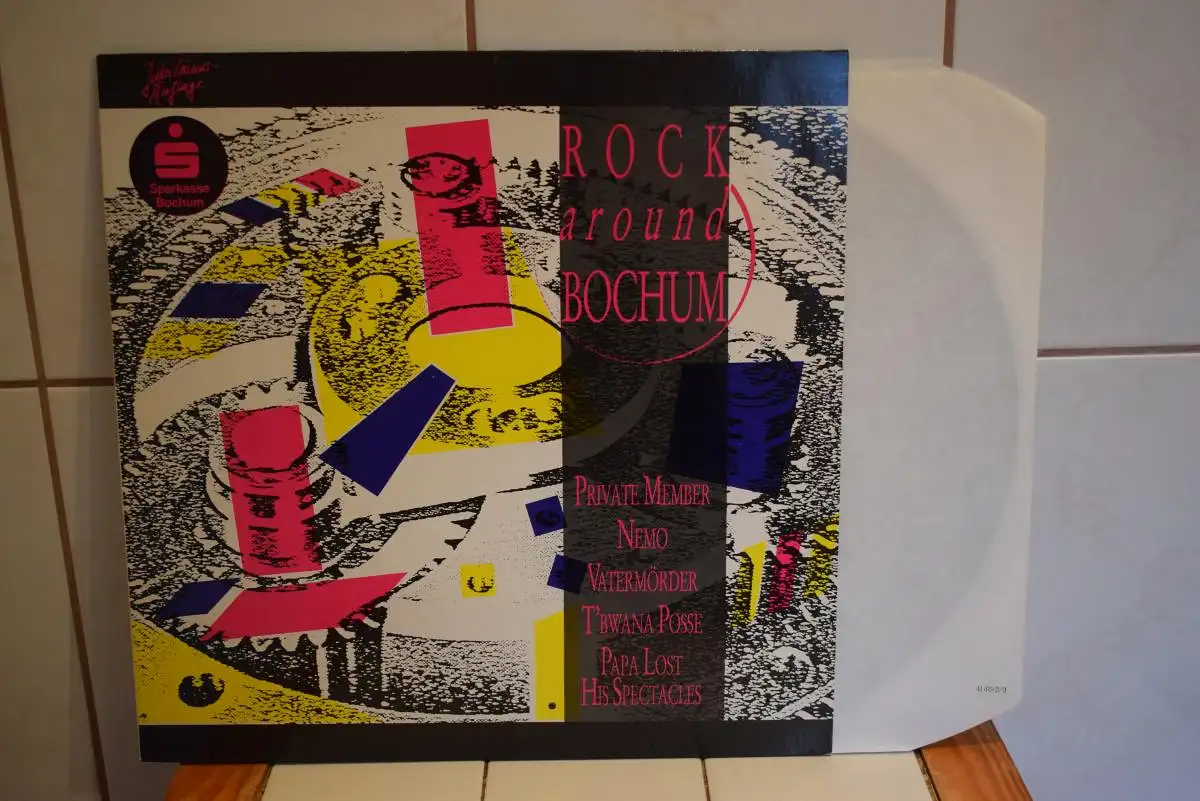 Jubiläums-
Auflage
Sparkasse
Bochum
ROCK
around
BOCHUM
PRIVATE MEMBER
NEMO
VATERMÖRDER
T'BWANA POSSE
PAPA LOST
HIS SPECTACLES